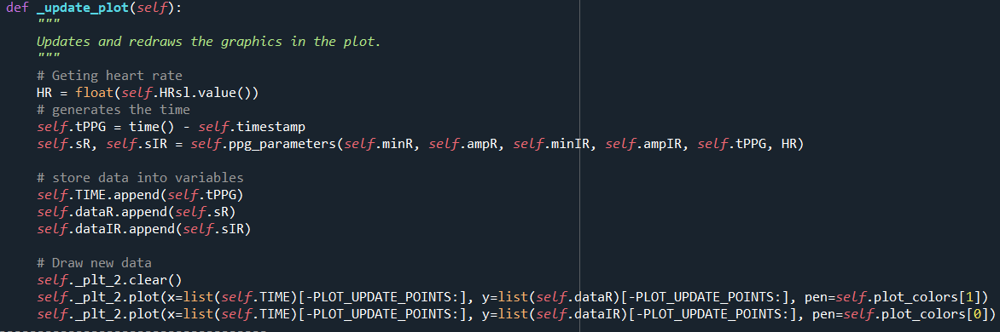 def _update_plot(self):
    """
    Updates and redraws the graphics in the plot.
    """
    # Geting heart rate
    HR = float(self.HRsl.value())
    # generates the time
    self.tPPG = time() - self.timestamp
    self.sR, self.sIR = self.ppg_parameters(self.minR, self.ampR, self.minIR, self.ampIR, self.tPPG, HR)

    # store data into variables
    self.TIME.append(self.tPPG)
    self.dataR.append(self.sR)
    self.dataIR.append(self.sIR)

    # Draw new data
    self._plt_2.clear()
    self._plt_2.plot(x=list(self.TIME)[-PLOT_UPDATE_POINTS:], y=list(self.dataR)[-PLOT_UPDATE_POINTS:], pen=self.plot_colors[1])
    self._plt_2.plot(x=list(self.TIME)[-PLOT_UPDATE_POINTS:], y=list(self.dataIR)[-PLOT_UPDATE_POINTS:], pen=self.plot_colors[0])